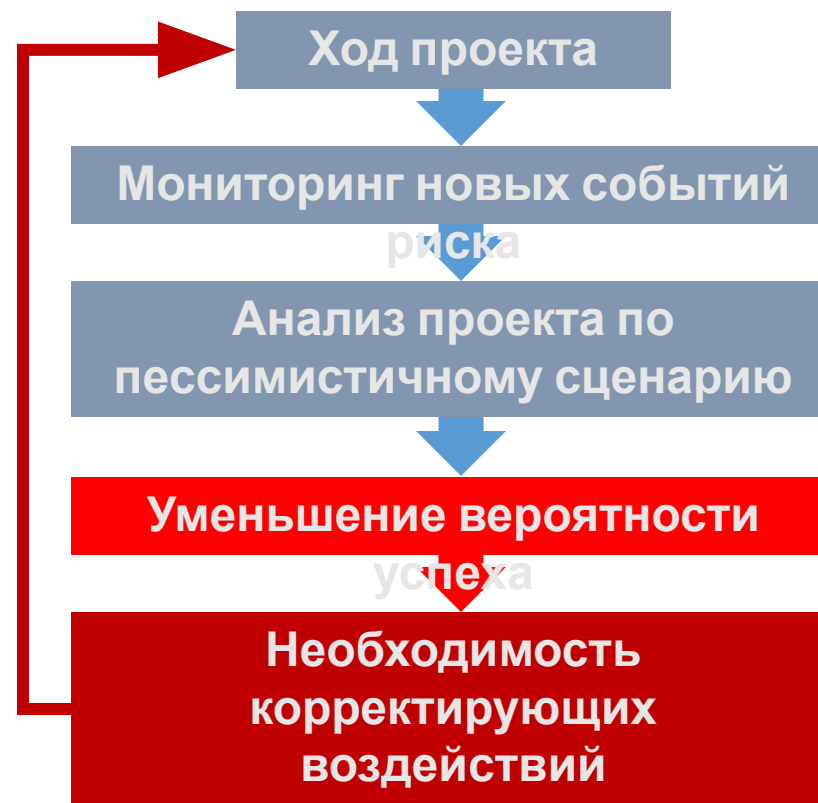 Ход проекта
Мониторинг новых событий
риска
Анализ проекта по
пессимистичному сценарию
Уменьшение вероятности
успеха
Необходимость
корректирующих
воздействий